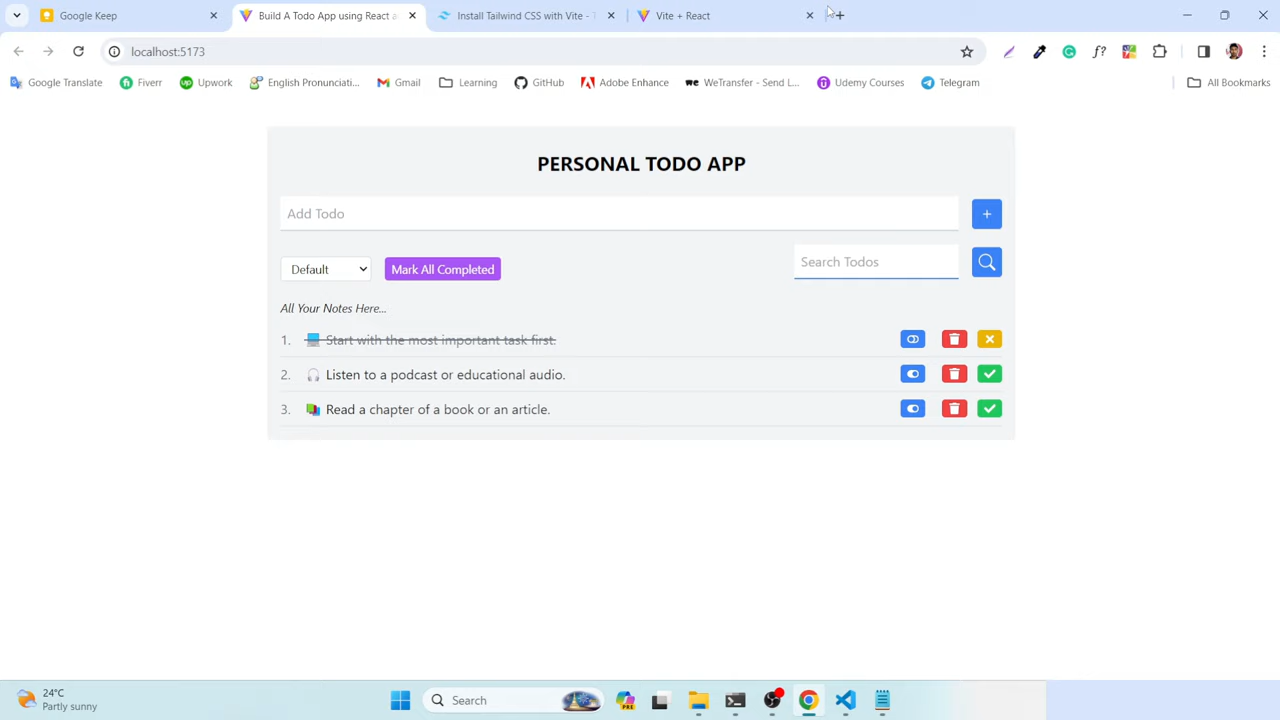 Google Keep
Build A Todo App using React a
Install Tailwind CSS with Vite - T
Vite + React
localhost:5173
f?
Google Translate
Fiverr
up Upwork
English Pronunciati...
Gmail
Learning
GitHub
Adobe Enhance
we WeTransfer - Send L...
Udemy Courses
Telegram
All Bookmarks
PERSONAL TODO APP
Add Todo
+
Default
Mark All Completed
Search Todos
All Your Notes Here...
1. Start with the most important task first.
2. Listen to a podcast or educational audio.
3. Read a chapter of a book or an article.
24°C
Partly sunny
Search
PRE